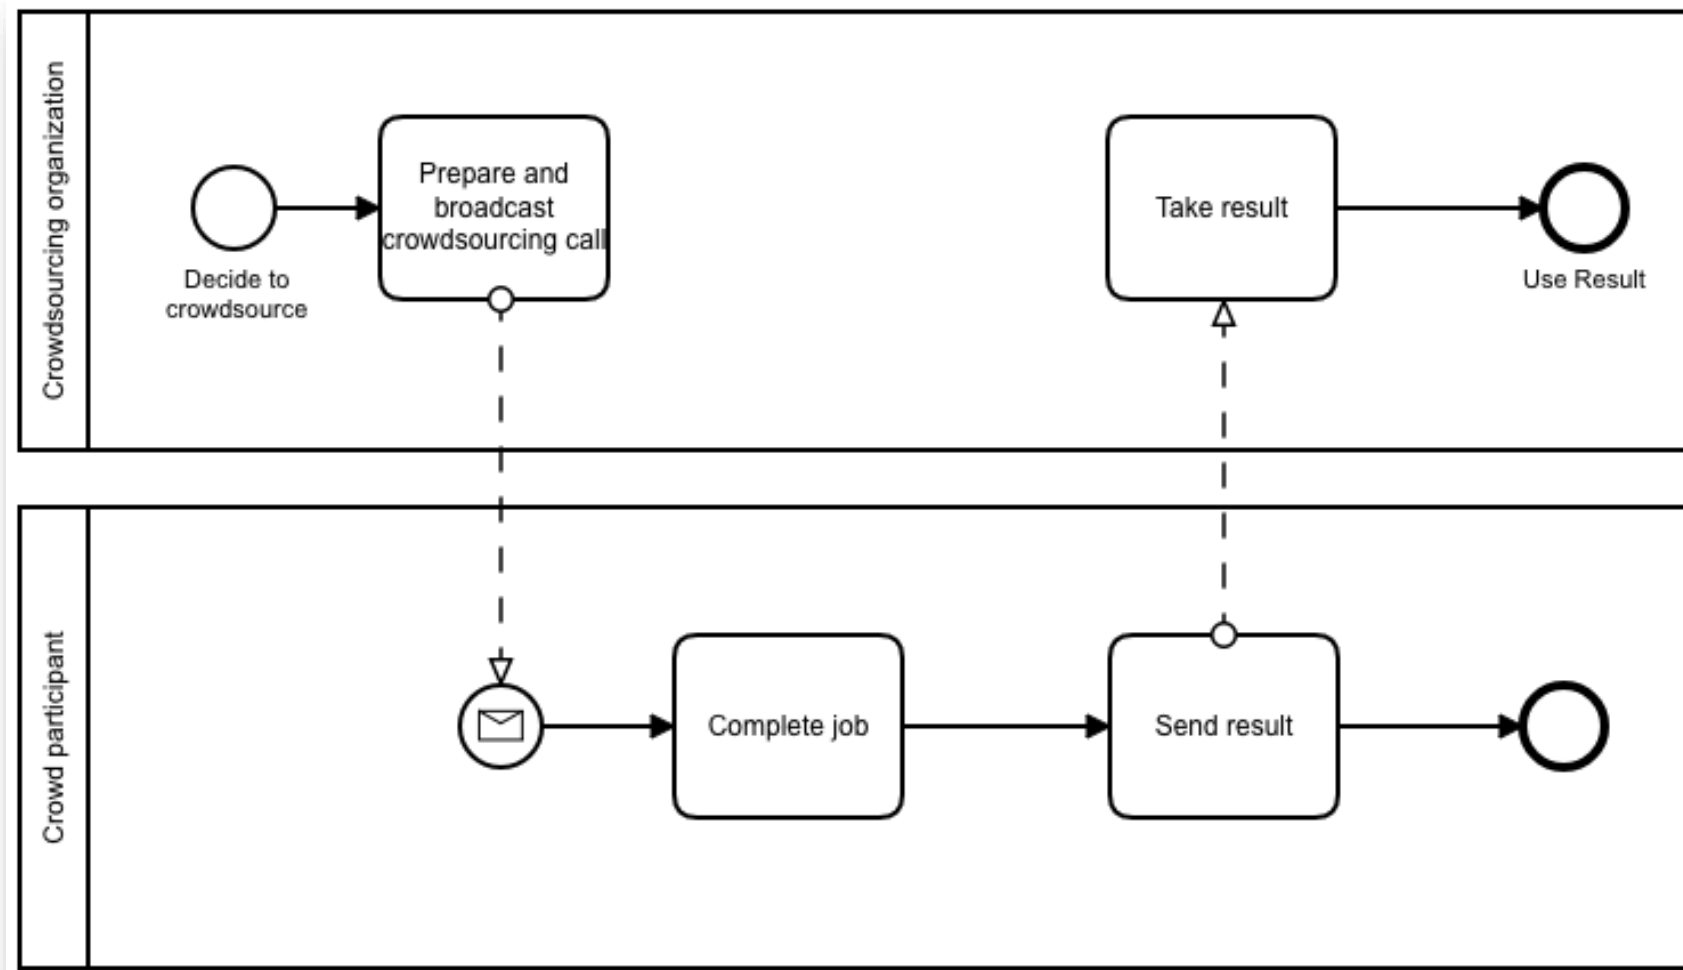 Crowdsourcing organization
Decide to
crowdsource
Prepare and
broadcast
crowdsourcing call
Take result
Use Result
Crowd participant
Complete job
Send result